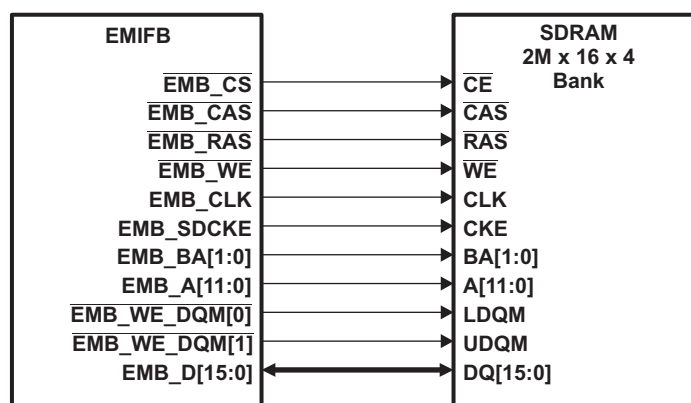 EMIFB
EMB_CS
EMB_CAS
EMB_RAS
EMB_WE
EMB_CLK
EMB_SDCKE
EMB_BA[1:0]
EMB_A[11:0]
EMB_WE_DQM[0]
EMB_WE_DQM[1]
EMB_D[15:0]
SDRAM
2M x 16 x 4
Bank
CE
CAS
RAS
WE
CLK
CKE
BA[1:0]
A[11:0]
LDQM
UDQM
DQ[15:0]